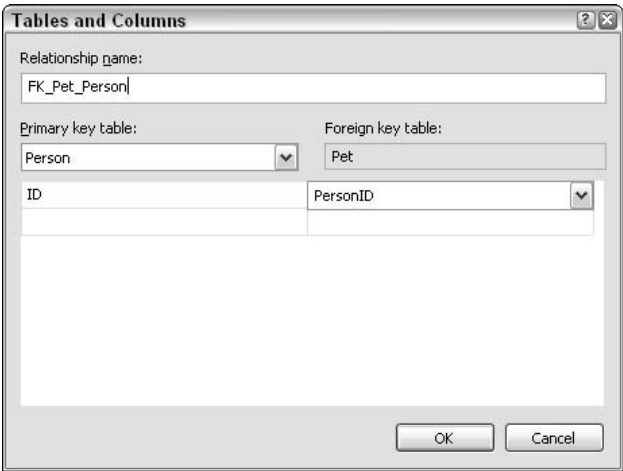 Tables and Columns
Relationship name:
FK_Pet_Person
Primary key table: Foreign key table:
Person Pet
ID PersonID
OK Cancel